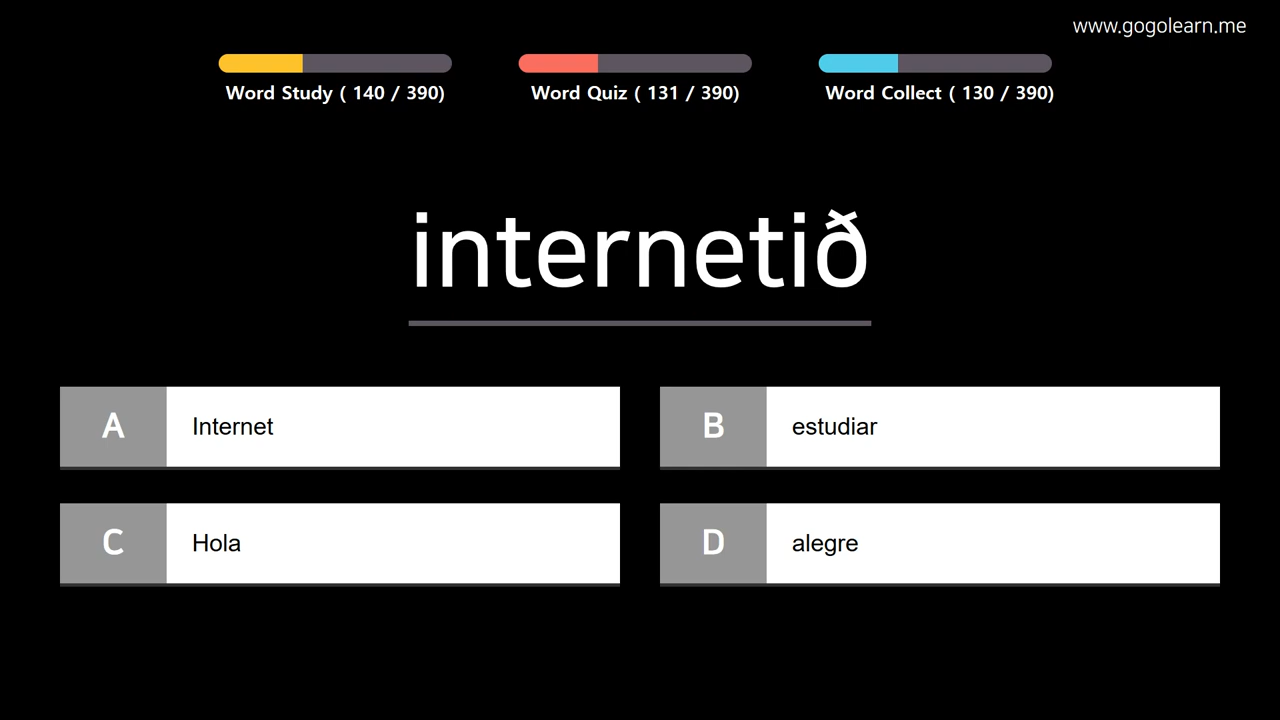 www.gogolearn.me
Word Study ( 140 / 390)
Word Quiz ( 131 / 390)
Word Collect ( 130 / 390)
internetið
A Internet
B estudiar
C Hola
D alegre